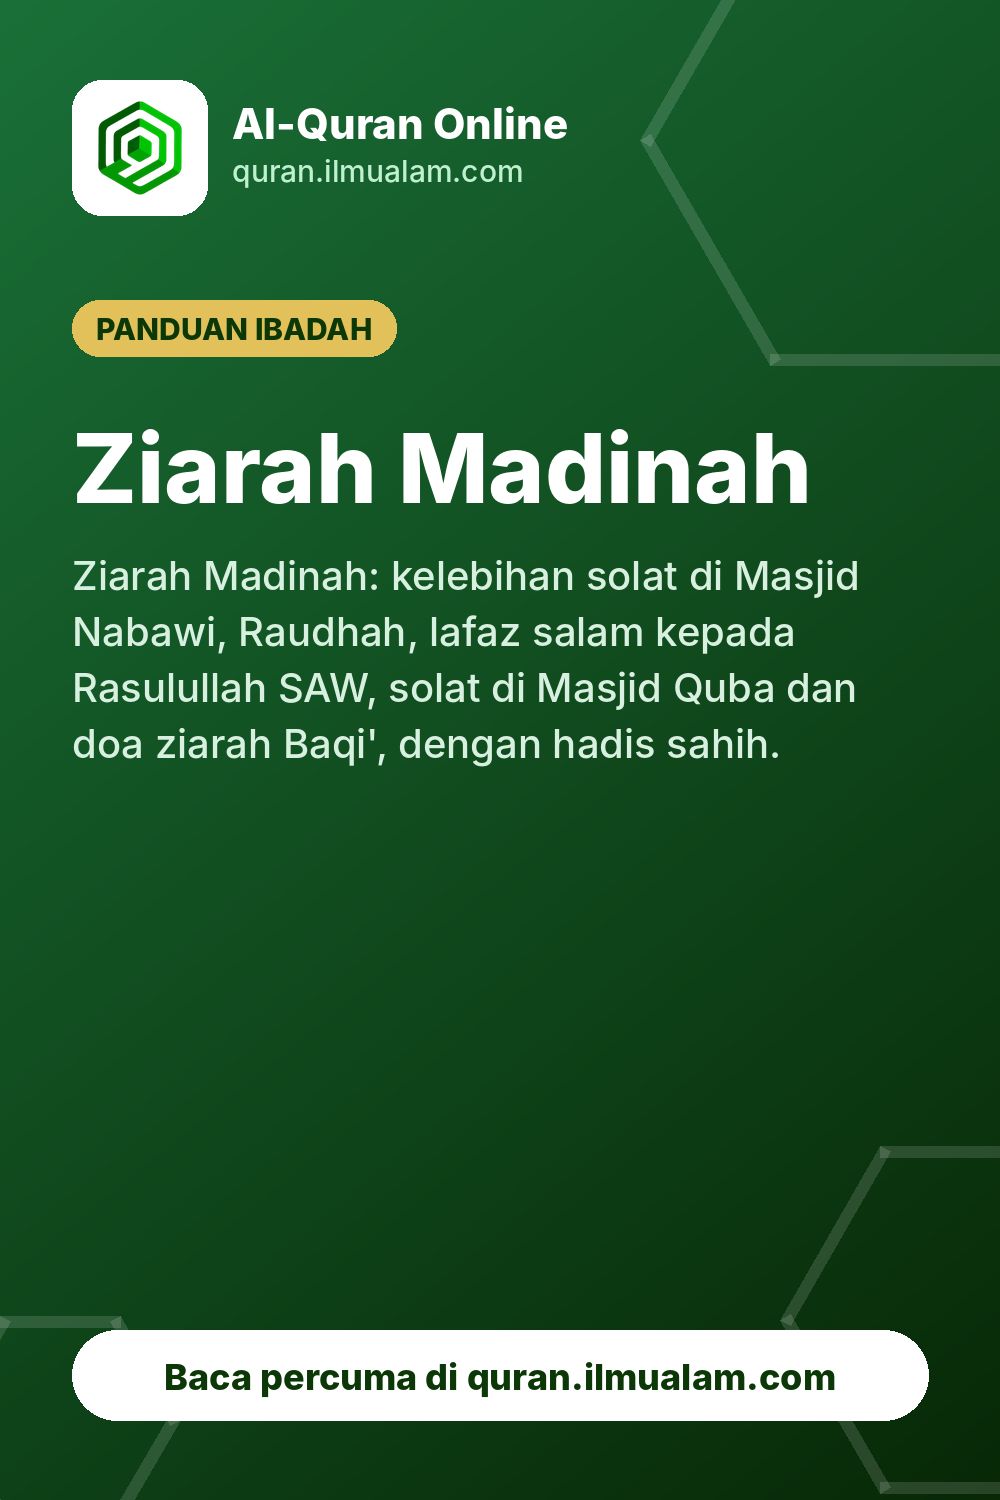 Al-Quran Online
quran.ilmualam.com
PANDUAN IBADAH
Ziarah Madinah
Ziarah Madinah: kelebihan solat di Masjid
Nabawi, Raudhah, lafaz salam kepada
Rasulullah SAW, solat di Masjid Quba dan
doa ziarah Baqi', dengan hadis sahih.
Baca percuma di quran.ilmualam.com